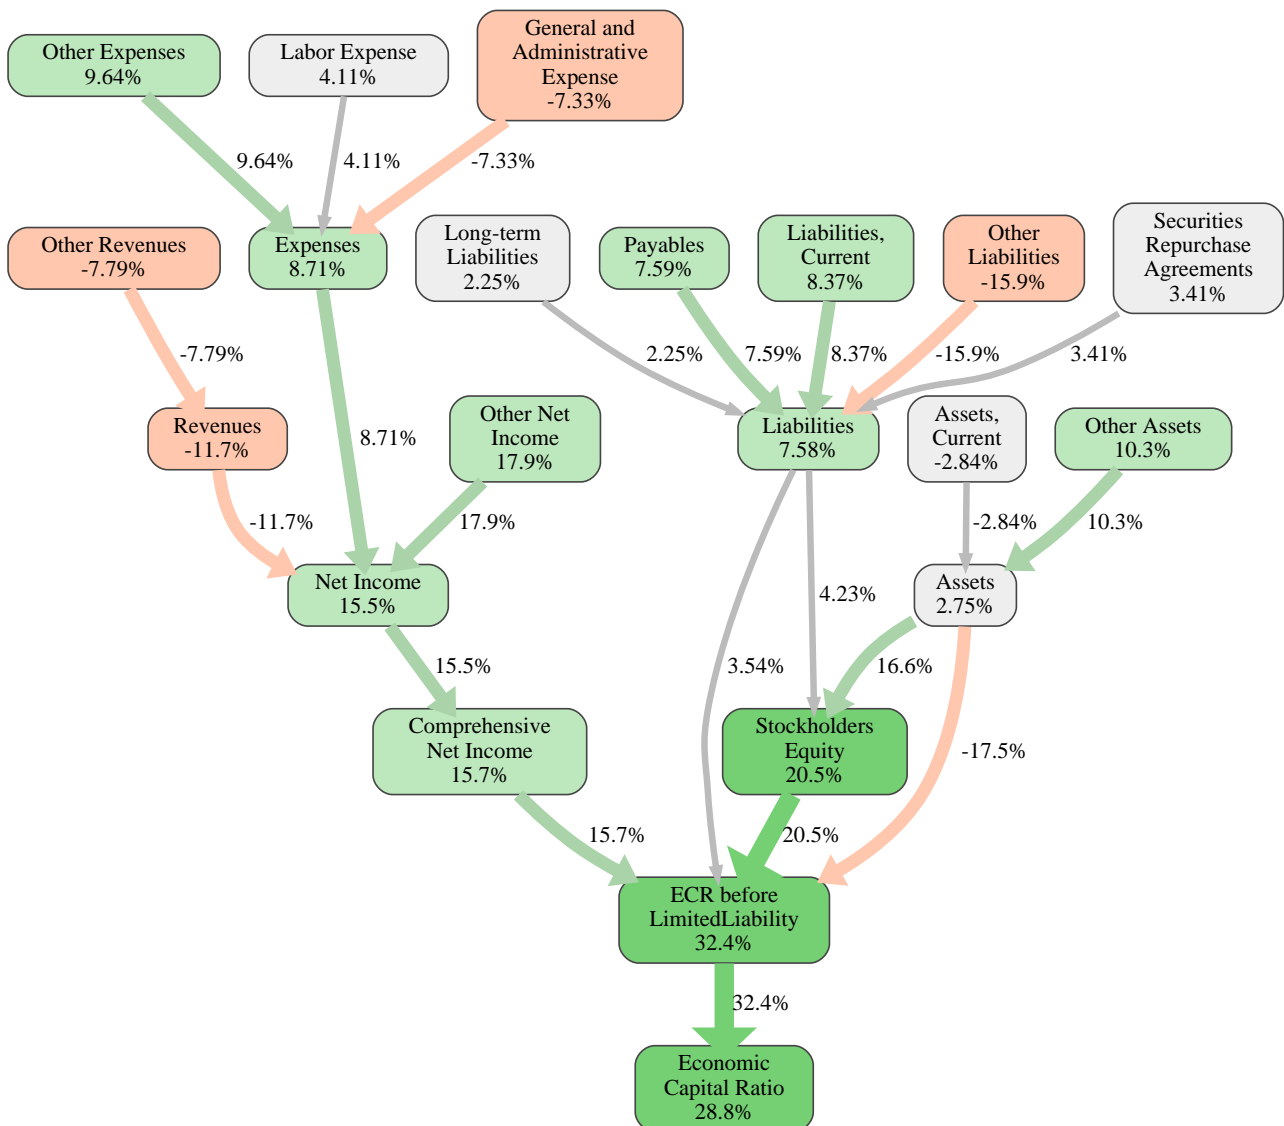 Other Expenses
9.64%
Labor Expense
4.11%
General and
Administrative
Expense
-7.33%
9.64%
4.11%
-7.33%
Other Revenues
-7.79%
Expenses
8.71%
Long-term
Liabilities
2.25%
Payables
7.59%
Liabilities,
Current
8.37%
Other
Liabilities
-15.9%
Securities
Repurchase
Agreements
3.41%
-7.79%
2.25%
7.59%
8.37%
-15.9%
3.41%
Revenues
-11.7%
8.71%
Other Net
Income
17.9%
Liabilities
7.58%
Assets,
Current
-2.84%
Other Assets
10.3%
-11.7%
17.9%
-2.84%
10.3%
Net Income
15.5%
4.23%
Assets
2.75%
15.5%
3.54%
16.6%
Comprehensive
Net Income
15.7%
Stockholders
Equity
20.5%
-17.5%
15.7%
20.5%
ECR before
LimitedLiability
32.4%
32.4%
Economic
Capital Ratio
28.8%